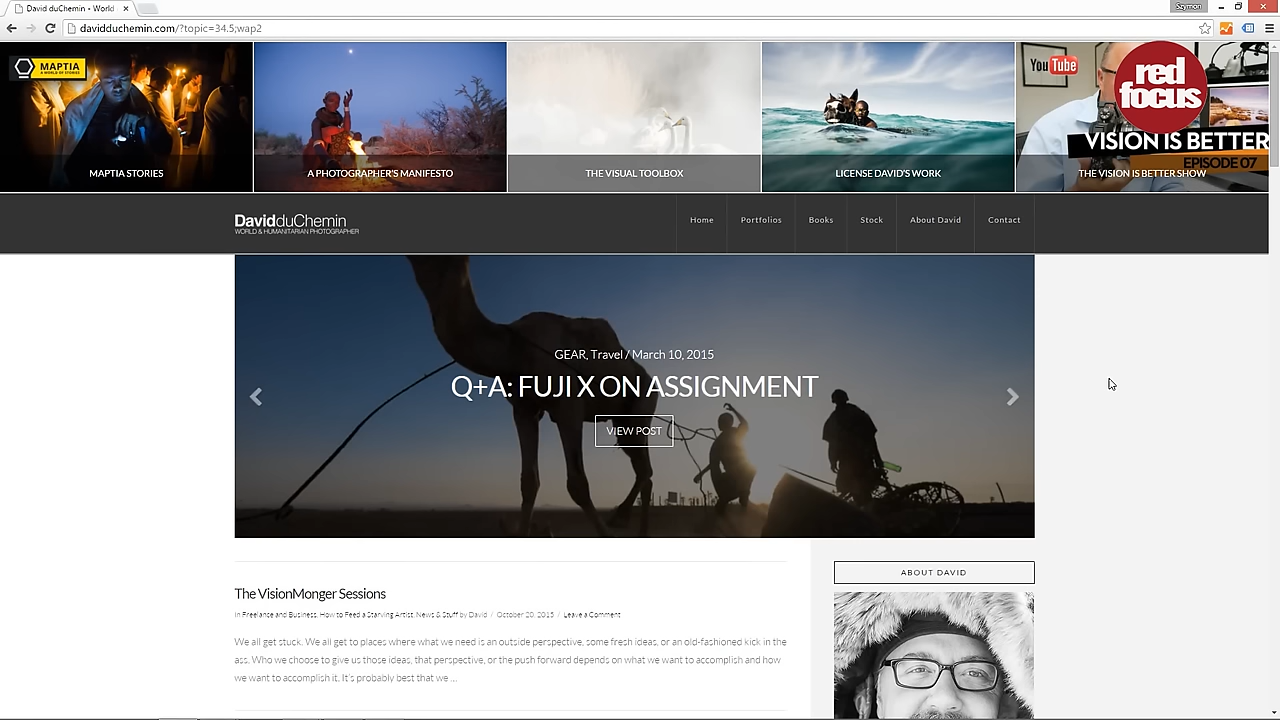 David duChemin • World
Szymon
davidduchemin.com/?topic=34.5;wap2
MAPTIA
A WORLD OF STORIES
You Tube
red
focus
VISION IS BETTER
EPISODE 07
MAPTIA STORIES
A PHOTOGRAPHER'S MANIFESTO
THE VISUAL TOOLBOX
LICENSE DAVID'S WORK
THE VISION IS BETTER SHOW
DavidduChemin
WORLD & HUMANITARIAN PHOTOGRAPHER
Home
Portfolios
Books
Stock
About David
Contact
GEAR, Travel / March 10, 2015
Q+A: FUJI X ON ASSIGNMENT
VIEW POST
The VisionMonger Sessions
In Freelance and Business, How to Feed a Starving Artist, News & Stuff by David / October 20, 2015 / Leave a Comment
We all get stuck. We all get to places where what we need is an outside perspective, some fresh ideas, or an old-fashioned kick in the
ass. Who we choose to give us those ideas, that perspective, or the push forward depends on what we want to accomplish and how
we want to accomplish it. It's probably best that we ...
ABOUT DAVID